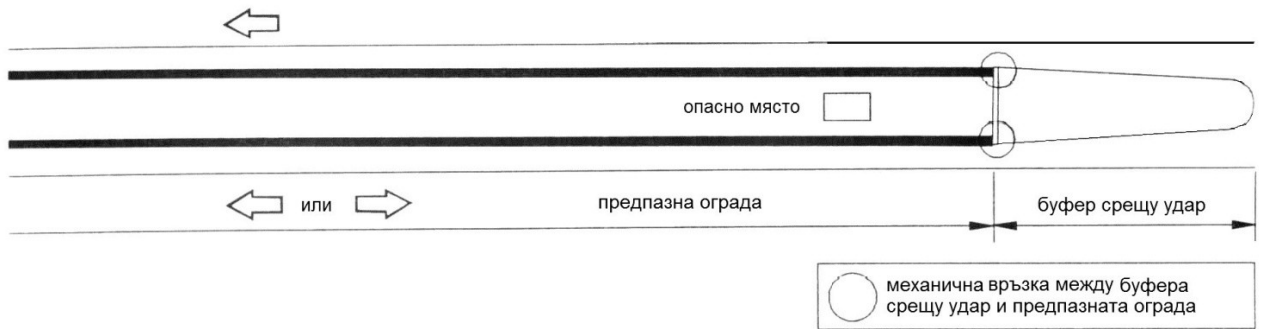 опасно място
или
предпазна ограда
буфер срещу удар
механична връзка между буфера
срещу удар и предпазната ограда